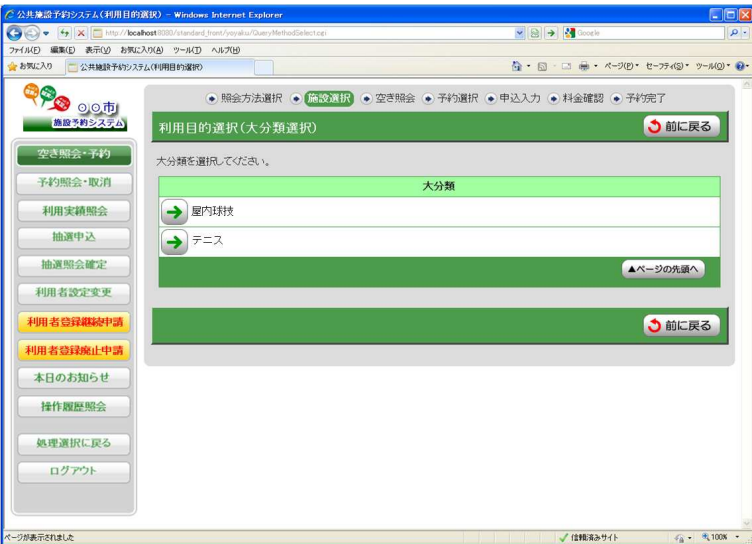 公共施設予約システム(利用目的選択) - Windows Internet Explorer
http://localhost:8080/standard_front/yoyaku/QueryMethodSelect.cgi
Google
ファイル(F) 編集(E) 表示(V) お気に入り(A) ツール(T) ヘルプ(H)
お気に入り 公共施設予約システム(利用目的選択) ページ(P) セーフティ(S) ツール(O)
○○市
施設予約システム
照会方法選択 施設選択 空き照会 予約選択 申込入力 料金確認 予約完了
利用目的選択(大分類選択) 前に戻る
大分類を選択してください。
大分類
屋内球技
テニス
▲ページの先頭へ
前に戻る
空き照会・予約
予約照会・取消
利用実績照会
抽選申込
抽選照会確定
利用者設定変更
利用者登録継続申請
利用者登録廃止申請
本日のお知らせ
操作履歴照会
処理選択に戻る
ログアウト
ページが表示されました 信頼済みサイト 100%